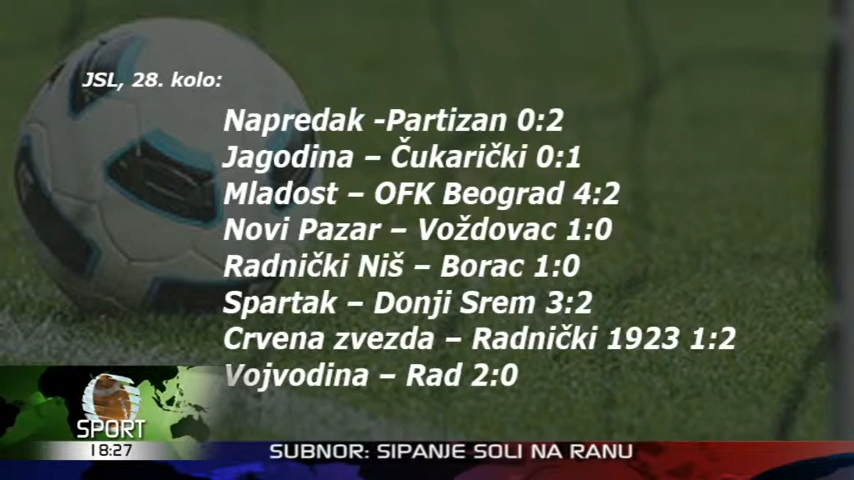 JSL, 28. kolo:
Napredak -Partizan 0:2
Jagodina – Čukarički 0:1
Mladost – OFK Beograd 4:2
Novi Pazar – Voždovac 1:0
Radnički Niš – Borac 1:0
Spartak – Donji Srem 3:2
Crvena zvezda – Radnički 1923 1:2
Vojvodina – Rad 2:0
SPORT
18:27
SUBNOR: SIPANJE SOLI NA RANU